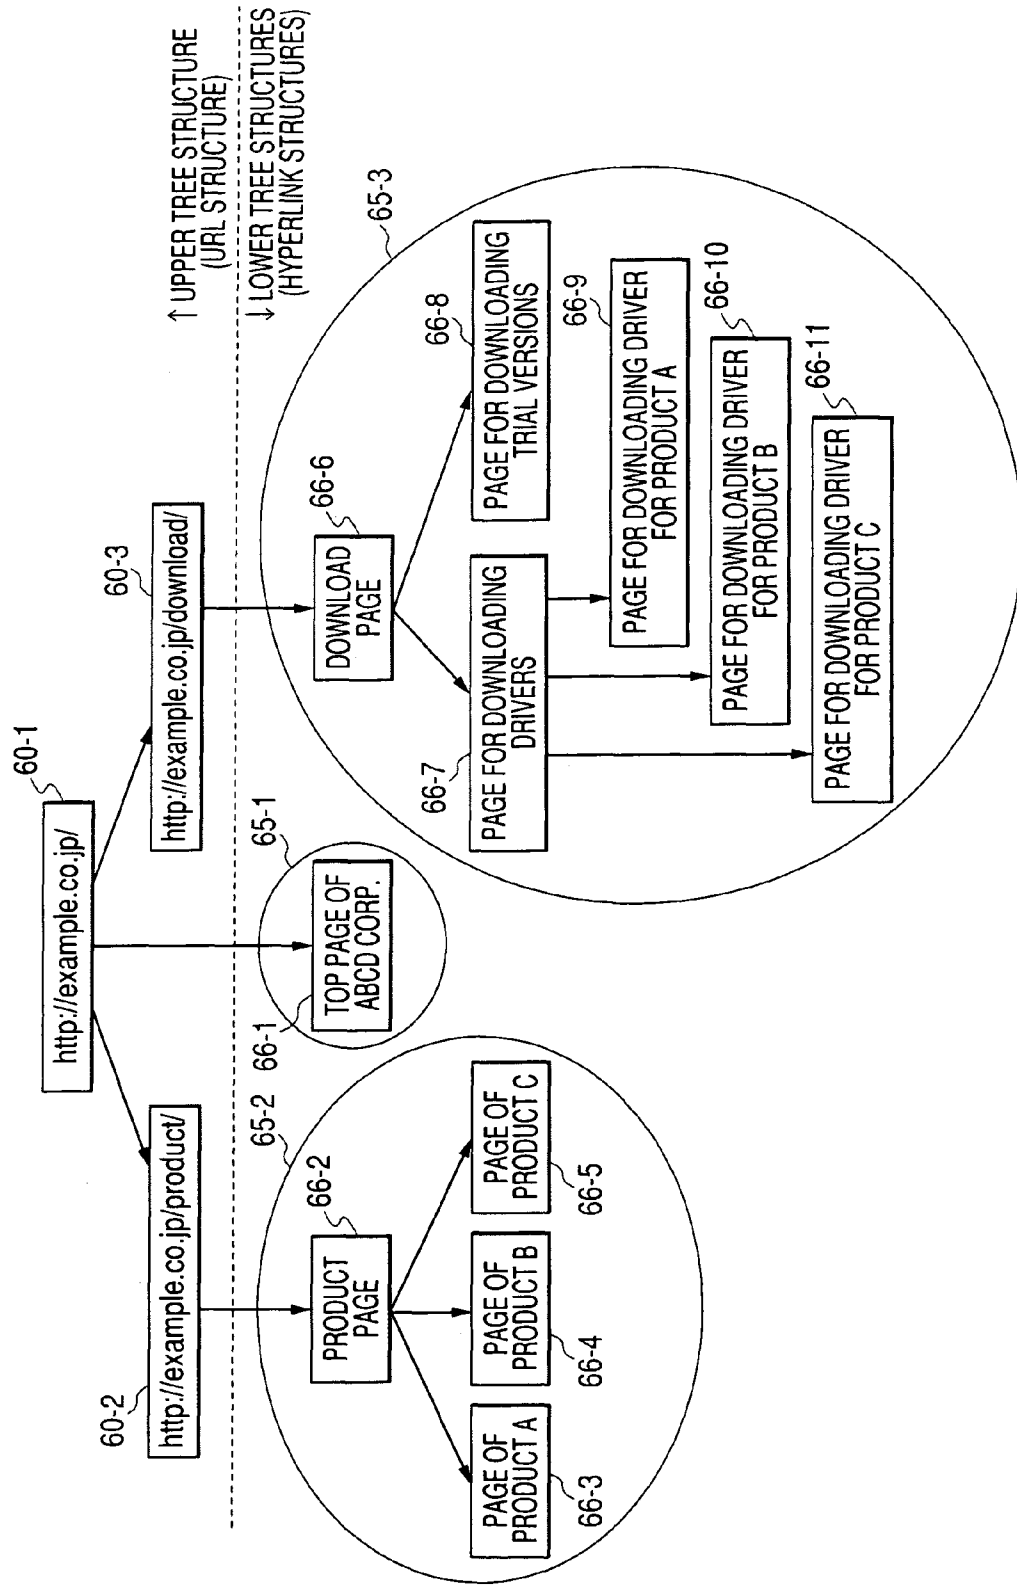 60-1
http://example.co.jp/
60-2
http://example.co.jp/product/
60-3
http://example.co.jp/download/
↑ UPPER TREE STRUCTURE
(URL STRUCTURE)
↓ LOWER TREE STRUCTURES
(HYPERLINK STRUCTURES)
65-2
PRODUCT
PAGE
66-2
PAGE OF
PRODUCT A
66-3
PAGE OF
PRODUCT B
66-4
PAGE OF
PRODUCT C
66-5
65-1
66-1
TOP PAGE OF
ABCD CORP.
65-3
DOWNLOAD
PAGE
66-6
66-7
PAGE FOR DOWNLOADING
DRIVERS
66-8
PAGE FOR DOWNLOADING
TRIAL VERSIONS
66-9
PAGE FOR DOWNLOADING DRIVER
FOR PRODUCT A
66-10
PAGE FOR DOWNLOADING DRIVER
FOR PRODUCT B
66-11
PAGE FOR DOWNLOADING DRIVER
FOR PRODUCT C